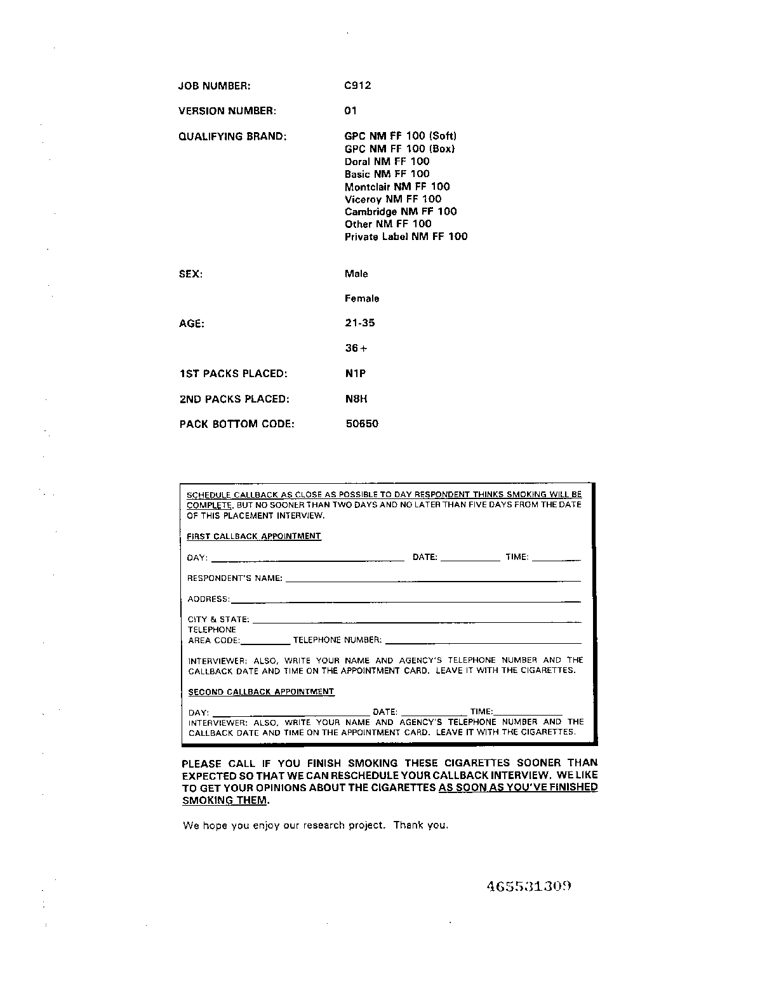 JOB NUMBER: C912
VERSION NUMBER: 01
QUALIFYING BRAND: GPC NM FF 100 (Soft)
GPC NM FF 100 (Box)
Doral NM FF 100
Basic NM FF 100
Montclair NM FF 100
Viceroy NM FF 100
Cambridge NM FF 100
Other NM FF 100
Private Label NM FF 100
SEX: Male
Female
AGE: 21-35
36+
1ST PACKS PLACED: N1P
2ND PACKS PLACED: N8H
PACK BOTTOM CODE: 50650
SCHEDULE CALLBACK AS CLOSE AS POSSIBLE TO DAY RESPONDENT THINKS SMOKING WILL BE
COMPLETE, BUT NO SOONER THAN TWO DAYS AND NO LATER THAN FIVE DAYS FROM THE DATE
OF THIS PLACEMENT INTERVIEW.
FIRST CALLBACK APPOINTMENT
DAY: DATE: TIME:
RESPONDENT'S NAME:
ADDRESS:
CITY & STATE:
TELEPHONE
AREA CODE: TELEPHONE NUMBER:
INTERVIEWER: ALSO, WRITE YOUR NAME AND AGENCY'S TELEPHONE NUMBER AND THE
CALLBACK DATE AND TIME ON THE APPOINTMENT CARD. LEAVE IT WITH THE CIGARETTES.
SECOND CALLBACK APPOINTMENT
DAY: DATE: TIME:
INTERVIEWER: ALSO, WRITE YOUR NAME AND AGENCY'S TELEPHONE NUMBER AND THE
CALLBACK DATE AND TIME ON THE APPOINTMENT CARD. LEAVE IT WITH THE CIGARETTES.
PLEASE CALL IF YOU FINISH SMOKING THESE CIGARETTES SOONER THAN
EXPECTED SO THAT WE CAN RESCHEDULE YOUR CALLBACK INTERVIEW. WE LIKE
TO GET YOUR OPINIONS ABOUT THE CIGARETTES AS SOON AS YOU'VE FINISHED
SMOKING THEM.
We hope you enjoy our research project. Thank you.
465531309